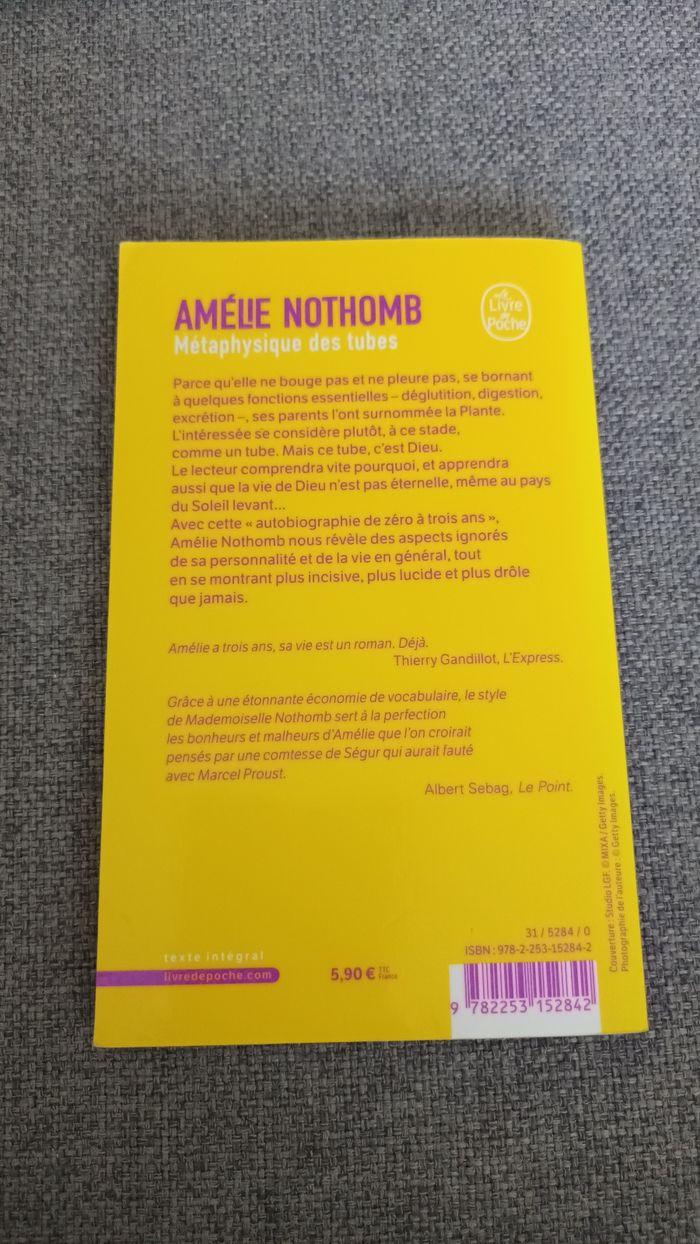 AMÉLIE NOTHOMB
Métaphysique des tubes
Le
Livre
de
Poche
Parce qu'elle ne bouge pas et ne pleure pas, se bornant
à quelques fonctions essentielles – déglutition, digestion,
excrétion –, ses parents l'ont surnommée la Plante.
L'intéressée se considère plutôt, à ce stade,
comme un tube. Mais ce tube, c'est Dieu.
Le lecteur comprendra vite pourquoi, et apprendra
aussi que la vie de Dieu n'est pas éternelle, même au pays
du Soleil levant...
Avec cette « autobiographie de zéro à trois ans »,
Amélie Nothomb nous révèle des aspects ignorés
de sa personnalité et de la vie en général, tout
en se montrant plus incisive, plus lucide et plus drôle
que jamais.
Amélie a trois ans, sa vie est un roman. Déjà.
Thierry Gandillot, L'Express.
Grâce à une étonnante économie de vocabulaire, le style
de Mademoiselle Nothomb sert à la perfection
les bonheurs et malheurs d'Amélie que l'on croirait
pensés par une comtesse de Ségur qui aurait fauté
avec Marcel Proust.
Albert Sebag, Le Point.
Couverture : Studio LGF. © MIXA / Getty Images.
Photographie de l'auteure : © Getty Images.
31 / 5284 / 0
ISBN : 978-2-253-15284-2
texte intégral
livredepoche.com
5,90 € TTC
France
9 782253 152842